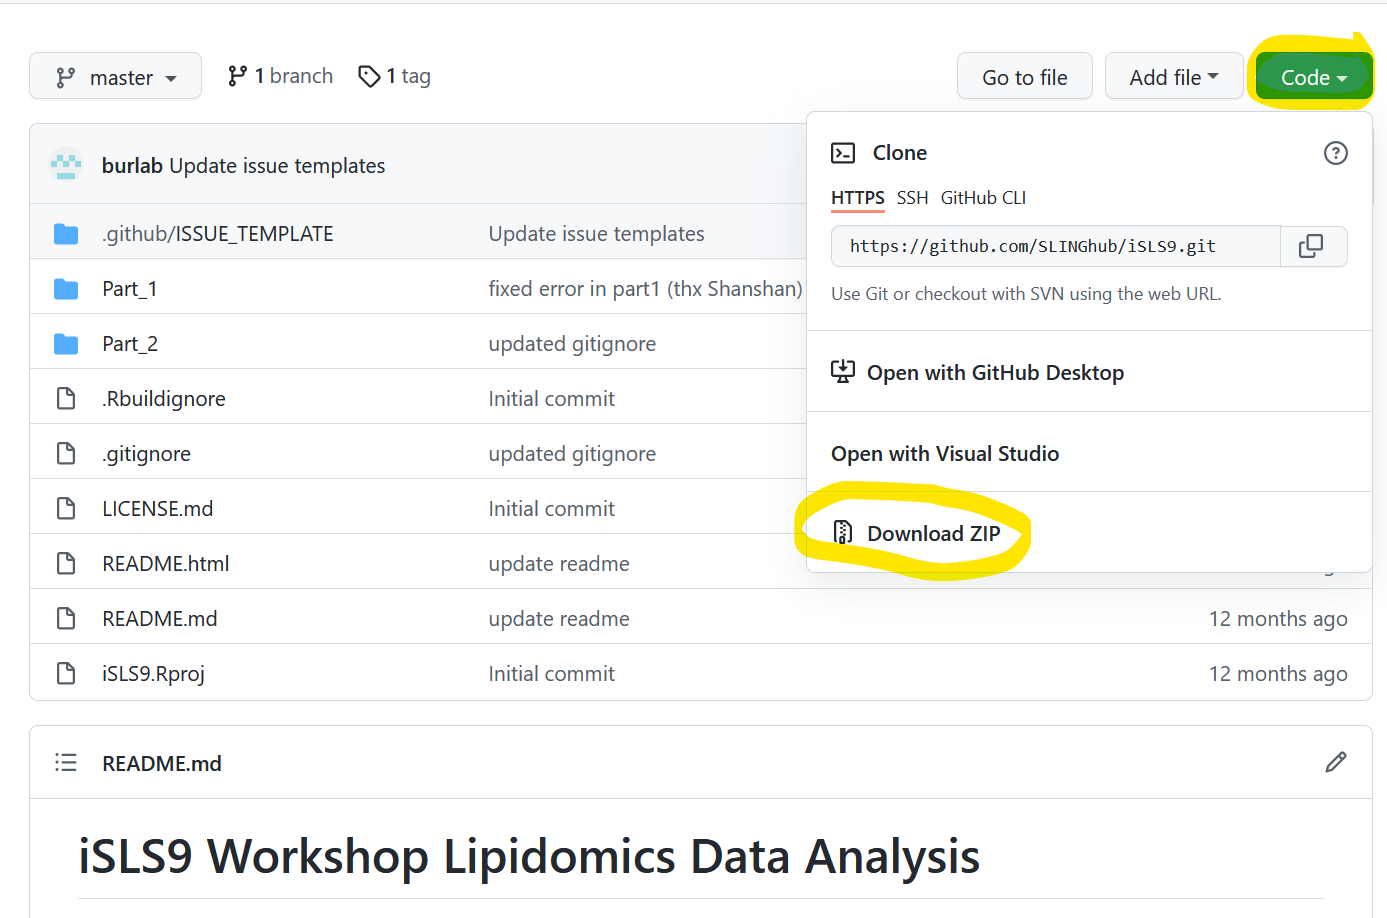 master 1 branch 1 tag Go to file Add file Code
burlab Update issue templates
Clone
HTTPS SSH GitHub CLI
.github/ISSUE_TEMPLATE Update issue templates
https://github.com/SLINGhub/iSLS9.git
Part_1 fixed error in part1 (thx Shanshan)
Use Git or checkout with SVN using the web URL.
Part_2 updated gitignore
Open with GitHub Desktop
.Rbuildignore Initial commit
.gitignore updated gitignore
Open with Visual Studio
LICENSE.md Initial commit
Download ZIP
README.html update readme
README.md update readme 12 months ago
iSLS9.Rproj Initial commit 12 months ago
README.md
iSLS9 Workshop Lipidomics Data Analysis